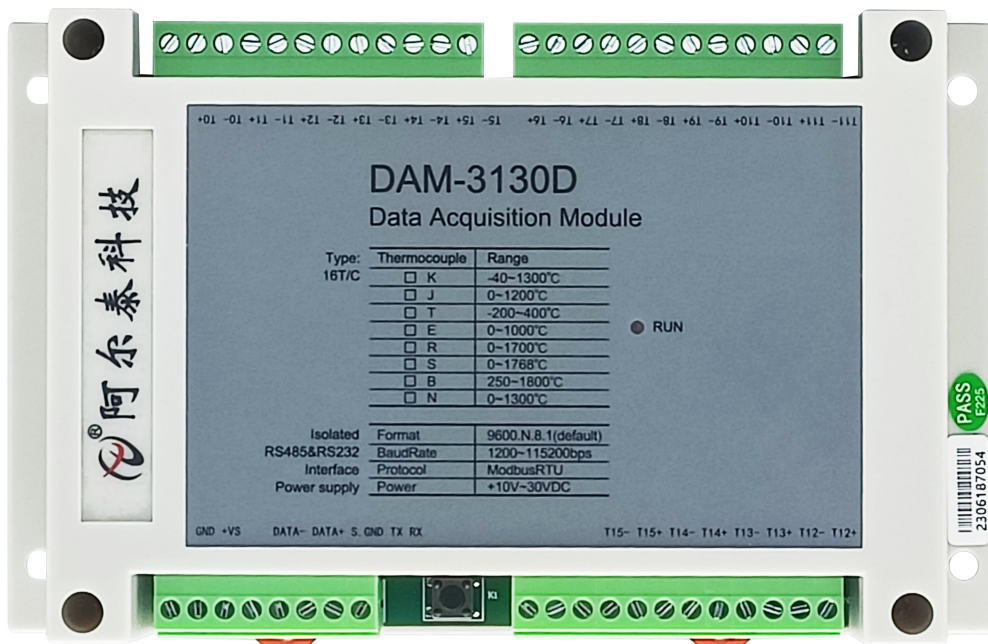 T0+ T0- T1+ T1- T2+ T2- T3+ T3- T4+ T4- T5+ T5- T6+ T6- T7+ T7- T8+ T8- T9+ T9- T10+ T10- T11+ T11-
DAM-3130D
Data Acquisition Module
Type: Thermocouple Range
16T/C K -40~1300℃
J 0~1200℃
T -200~400℃
E 0~1000℃
R 0~1700℃
S 0~1768℃
B 250~1800℃
N 0~1300℃
RUN
Isolated Format 9600.N.8.1(default)
RS485&RS232 BaudRate 1200~115200bps
Interface Protocol ModbusRTU
Power supply Power +10V~30VDC
GND +VS DATA- DATA+ S.GND TX RX T15- T15+ T14- T14+ T13- T13+ T12- T12+
阿尔泰科技
®
PASS
F225
2306187054
K1